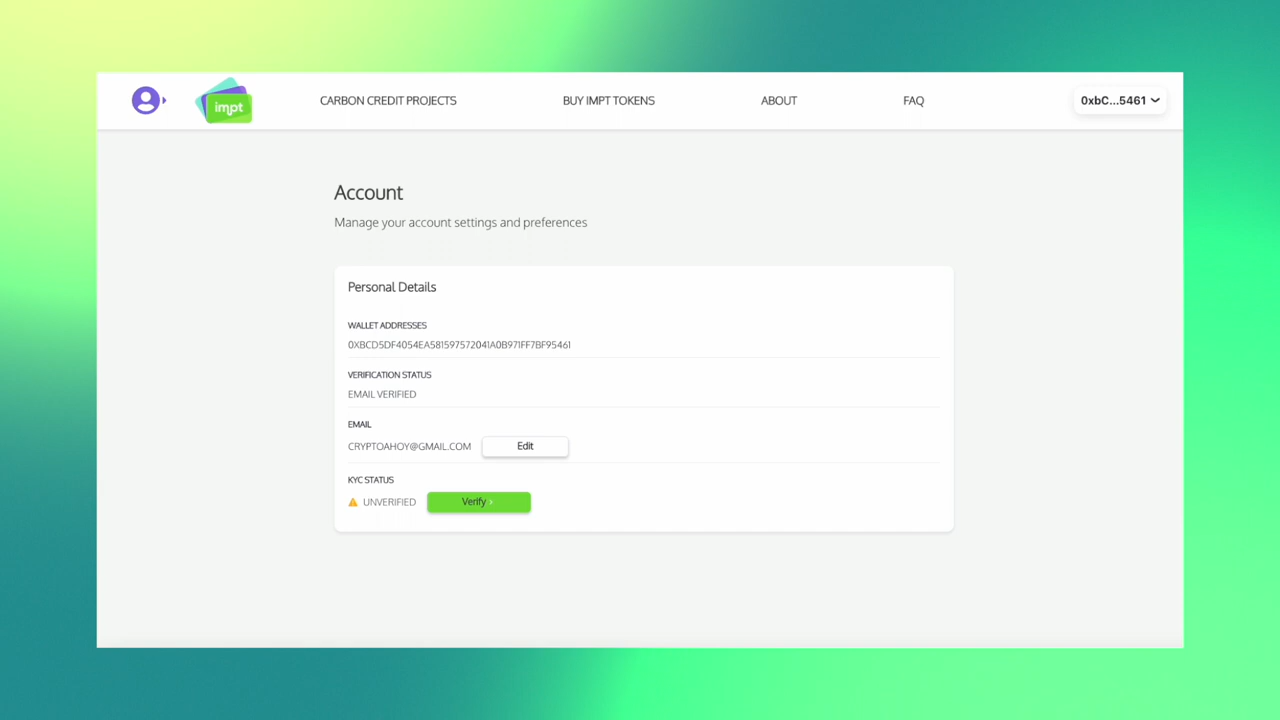 impt
CARBON CREDIT PROJECTS
BUY IMPT TOKENS
ABOUT
FAQ
0xbC...5461
Account
Manage your account settings and preferences
Personal Details
WALLET ADDRESSES
0XBCD5DF4054EA581597572041A0B971FF7BF95461
VERIFICATION STATUS
EMAIL VERIFIED
EMAIL
CRYPTOAHOY@GMAIL.COM
Edit
KYC STATUS
UNVERIFIED
Verify ›